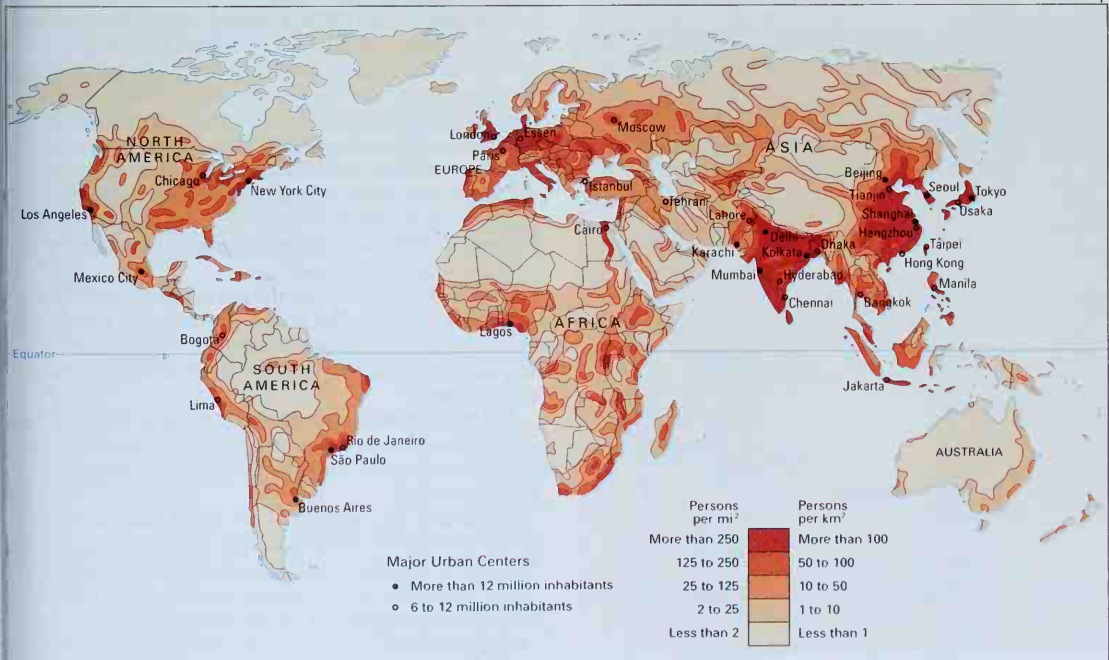 NORTH
AMERICA
Chicago
New York City
Los Angeles
Mexico City
Bogotá
Equator
SOUTH
AMERICA
Lima
Rio de Janeiro
São Paulo
Buenos Aires
London
Essen
Paris
EUROPE
Moscow
Istanbul
Cairo
Lagos
AFRICA
ASIA
Tehran
Lahore
Karachi
Delhi
Kolkata
Dhaka
Mumbai
Hyderabad
Chennai
Bangkok
Beijing
Tianjin
Seoul
Tokyo
Osaka
Shanghai
Hangzhou
Taipei
Hong Kong
Manila
Jakarta
AUSTRALIA
Major Urban Centers
More than 12 million inhabitants
6 to 12 million inhabitants
Persons
per mi²
Persons
per km²
More than 250
More than 100
125 to 250
50 to 100
25 to 125
10 to 50
2 to 25
1 to 10
Less than 2
Less than 1